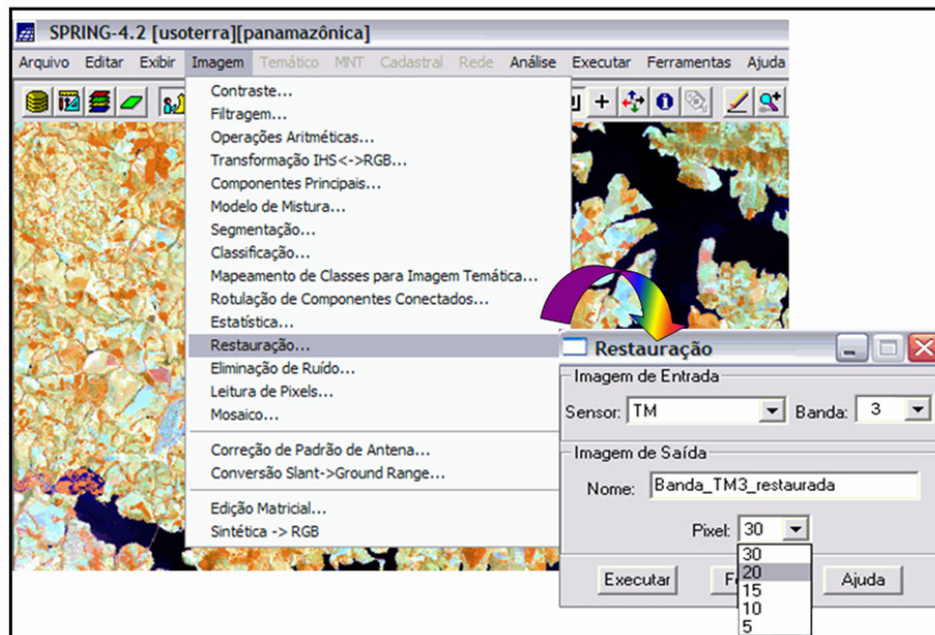 SPRING-4.2 [usoterra][panamazônica]
Arquivo Editar Exibir Imagem Temático MNT Cadastral Rede Análise Executar Ferramentas Ajuda
Contraste...
Filtragem...
Operações Aritméticas...
Transformação IHS<->RGB...
Componentes Principais...
Modelo de Mistura...
Segmentação...
Classificação...
Mapeamento de Classes para Imagem Temática...
Rotulação de Componentes Conectados...
Estatística...
Restauração...
Eliminação de Ruído...
Leitura de Pixels...
Mosaico...
Correção de Padrão de Antena...
Conversão Slant->Ground Range...
Edição Matricial...
Sintética -> RGB
Restauração
Imagem de Entrada
Sensor: TM Banda: 3
Imagem de Saída
Nome: Banda_TM3_restaurada
Pixel: 30
30
20
15
10
5
Executar Ajuda